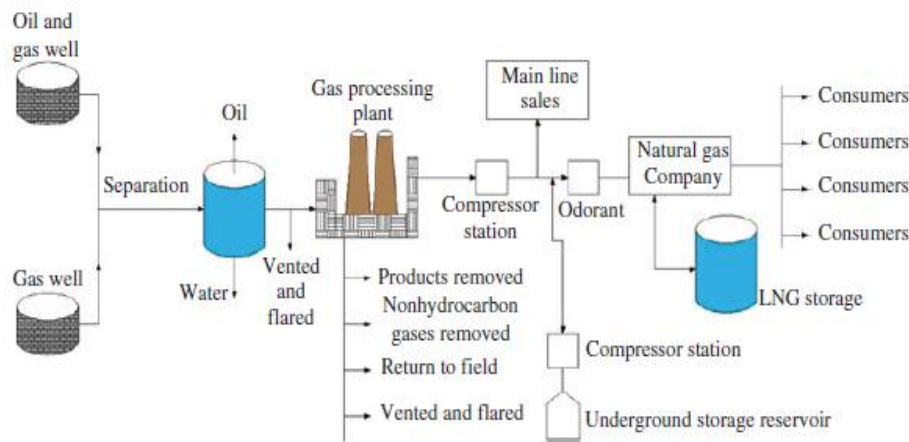 Oil and
gas well
Gas well
Separation
Oil
Water
Vented
and
flared
Gas processing
plant
Products removed
Nonhydrocarbon
gases removed
Return to field
Vented and flared
Compressor
station
Main line
sales
Odorant
Compressor station
Underground storage reservoir
Natural gas
Company
LNG storage
Consumers
Consumers
Consumers
Consumers